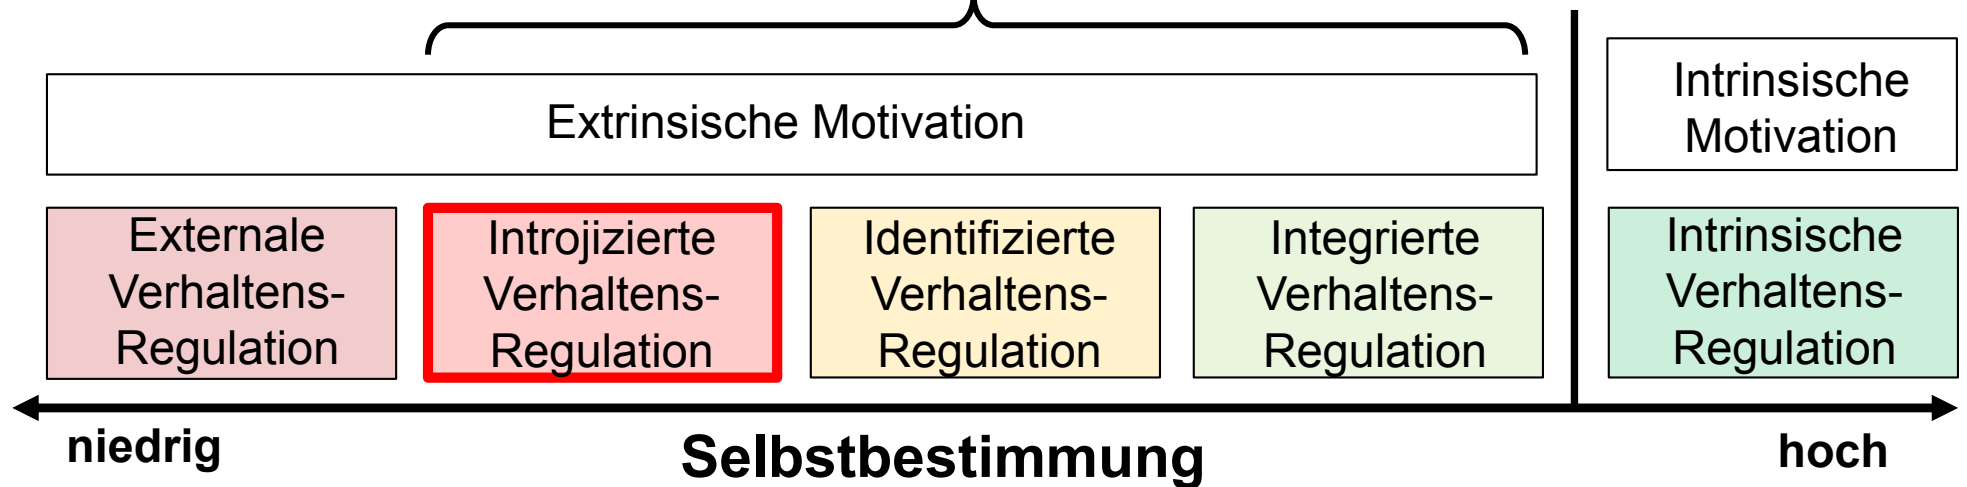 Extrinsische Motivation
Intrinsische
Motivation
Externale
Verhaltens-
Regulation
Introjizierte
Verhaltens-
Regulation
Identifizierte
Verhaltens-
Regulation
Integrierte
Verhaltens-
Regulation
Intrinsische
Verhaltens-
Regulation
niedrig
Selbstbestimmung
hoch